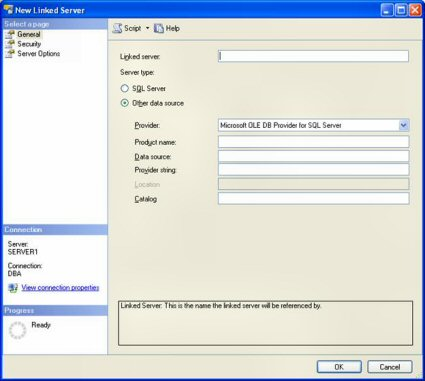 New Linked Server
Select a page
General
Security
Server Options
Script Help
Linked server:
Server type:
SQL Server
Other data source
Provider: Microsoft OLE DB Provider for SQL Server
Product name:
Data source:
Provider string:
Location
Catalog
Connection
Server:
SERVER1
Connection:
DBA
View connection properties
Progress
Ready
Linked Server: This is the name the linked server will be referenced by.
OK Cancel